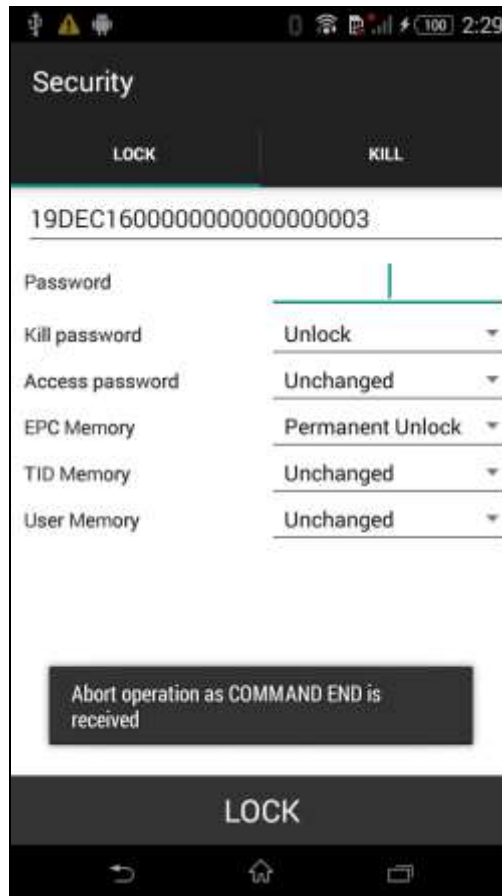 100 2:29
Security
LOCK KILL
19DEC1600000000000000003
Password
Kill password Unlock
Access password Unchanged
EPC Memory Permanent Unlock
TID Memory Unchanged
User Memory Unchanged
Abort operation as COMMAND END is
received
LOCK